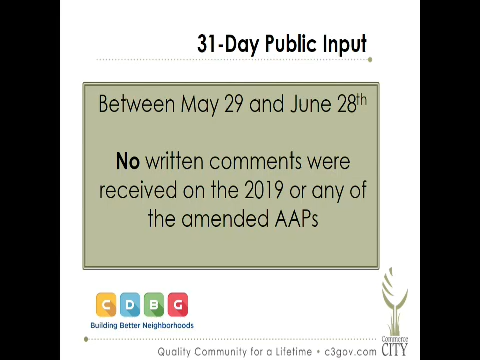 31-Day Public Input
Between May 29 and June 28th
No written comments were
received on the 2019 or any of
the amended AAPs
C D B G
Building Better Neighborhoods
Commerce
CITY
Quality Community for a Lifetime • c3gov.com